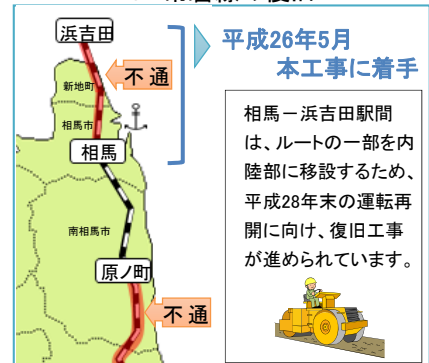 浜吉田
不通
新地町
相馬市
相馬
南相馬市
原ノ町
不通
平成26年5月
本工事に着手
相馬－浜吉田駅間
は、ルートの一部を内
陸部に移設するため、
平成28年末の運転再
開に向け、復旧工事
が進められています。